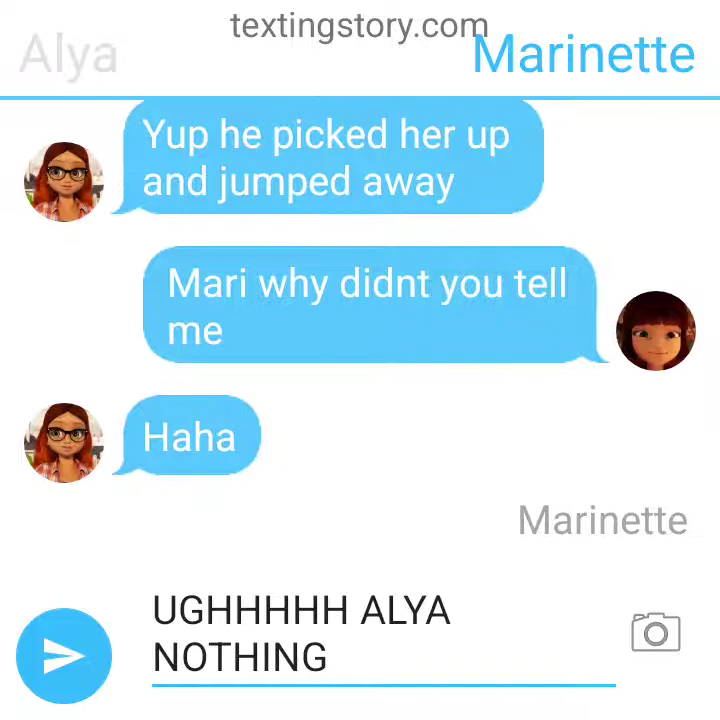 textingstory.com
Alya
Marinette
Yup he picked her up
and jumped away
Mari why didnt you tell
me
Haha
Marinette
UGHHHHH ALYA
NOTHING